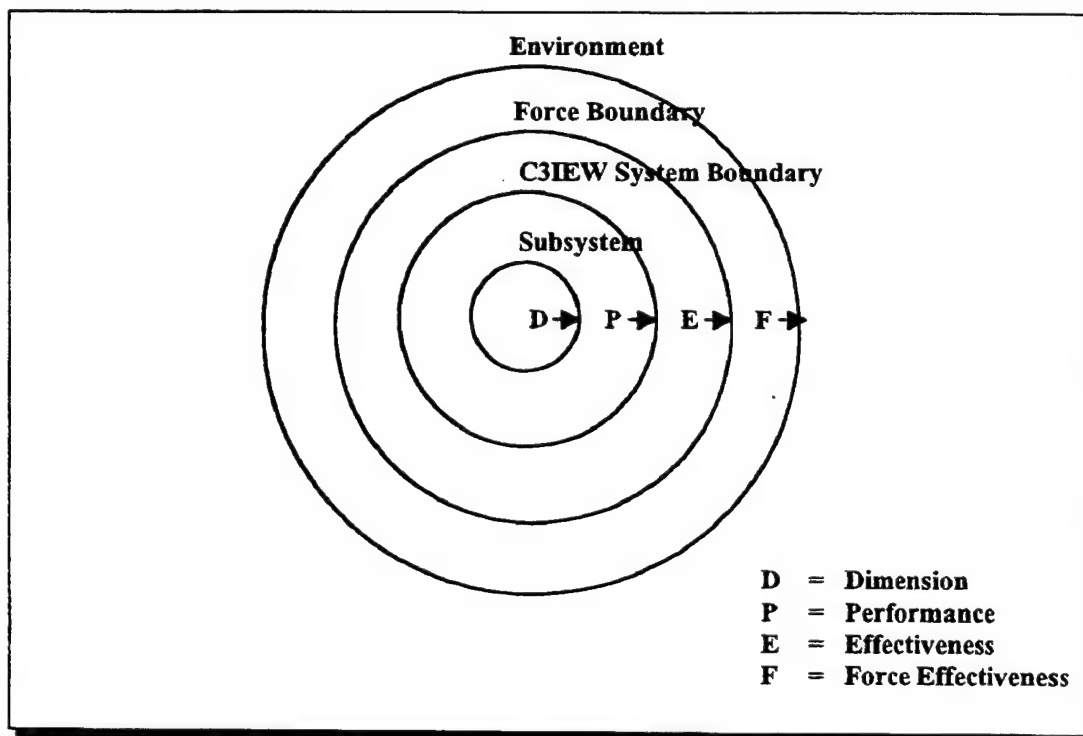 Environment
Force Boundary
C3IEW System Boundary
Subsystem
D P E F
D = Dimension
P = Performance
E = Effectiveness
F = Force Effectiveness